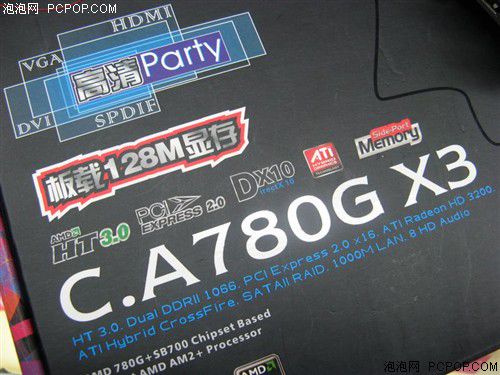 泡泡网 PCPOP.COM
HDMI
VGA
高清Party
DVI
SPDIF
板载128M显存
Side-Port
Memory
ATI
DX10
PCI EXPRESS 2.0
AMD
HT 3.0
C.A780G X3
HT 3.0, Dual DDRII 1066, PCI Express 2.0 x16, ATI Radeon HD 3200
ATI Hybrid CrossFire, SATAII RAID, 1000M LAN, 8 HD Audio
AMD 780G+SB700 Chipset Based
AMD AM2+ Processor
AMD
泡泡网 PCPOP.COM